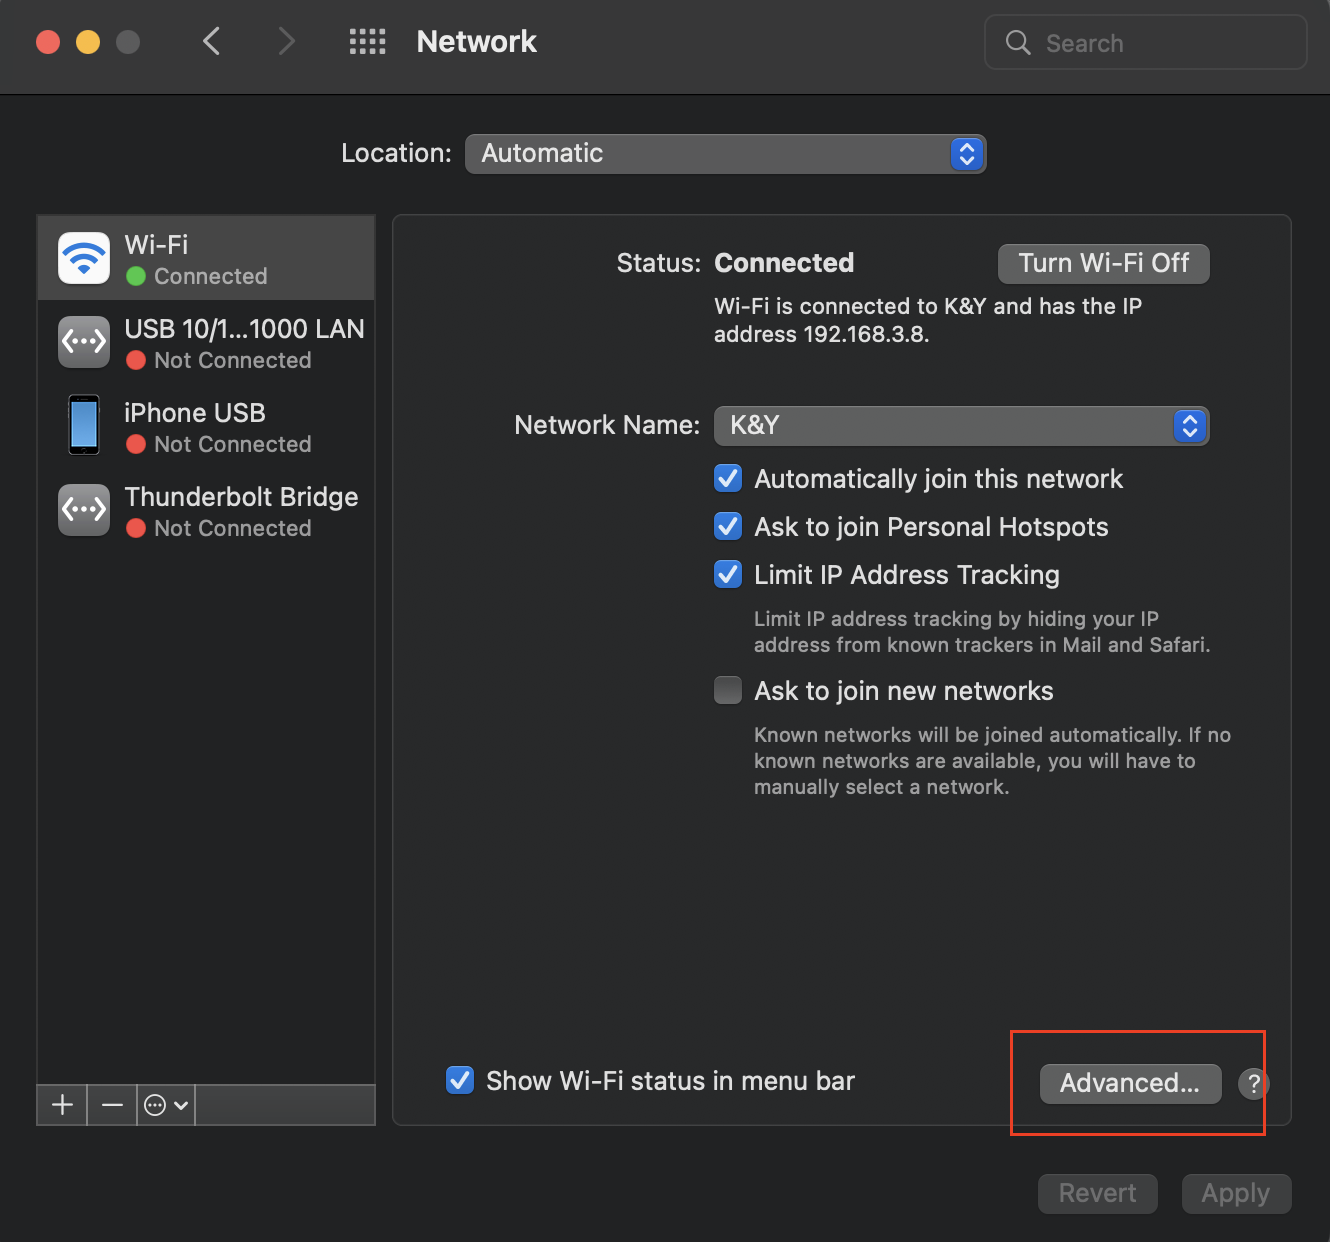 Network
Search
Location: Automatic
Wi-Fi
Connected
USB 10/1...1000 LAN
Not Connected
iPhone USB
Not Connected
Thunderbolt Bridge
Not Connected
Status: Connected
Turn Wi-Fi Off
Wi-Fi is connected to K&Y and has the IP
address 192.168.3.8.
Network Name: K&Y
Automatically join this network
Ask to join Personal Hotspots
Limit IP Address Tracking
Limit IP address tracking by hiding your IP
address from known trackers in Mail and Safari.
Ask to join new networks
Known networks will be joined automatically. If no
known networks are available, you will have to
manually select a network.
Show Wi-Fi status in menu bar
Advanced...
?
Revert
Apply